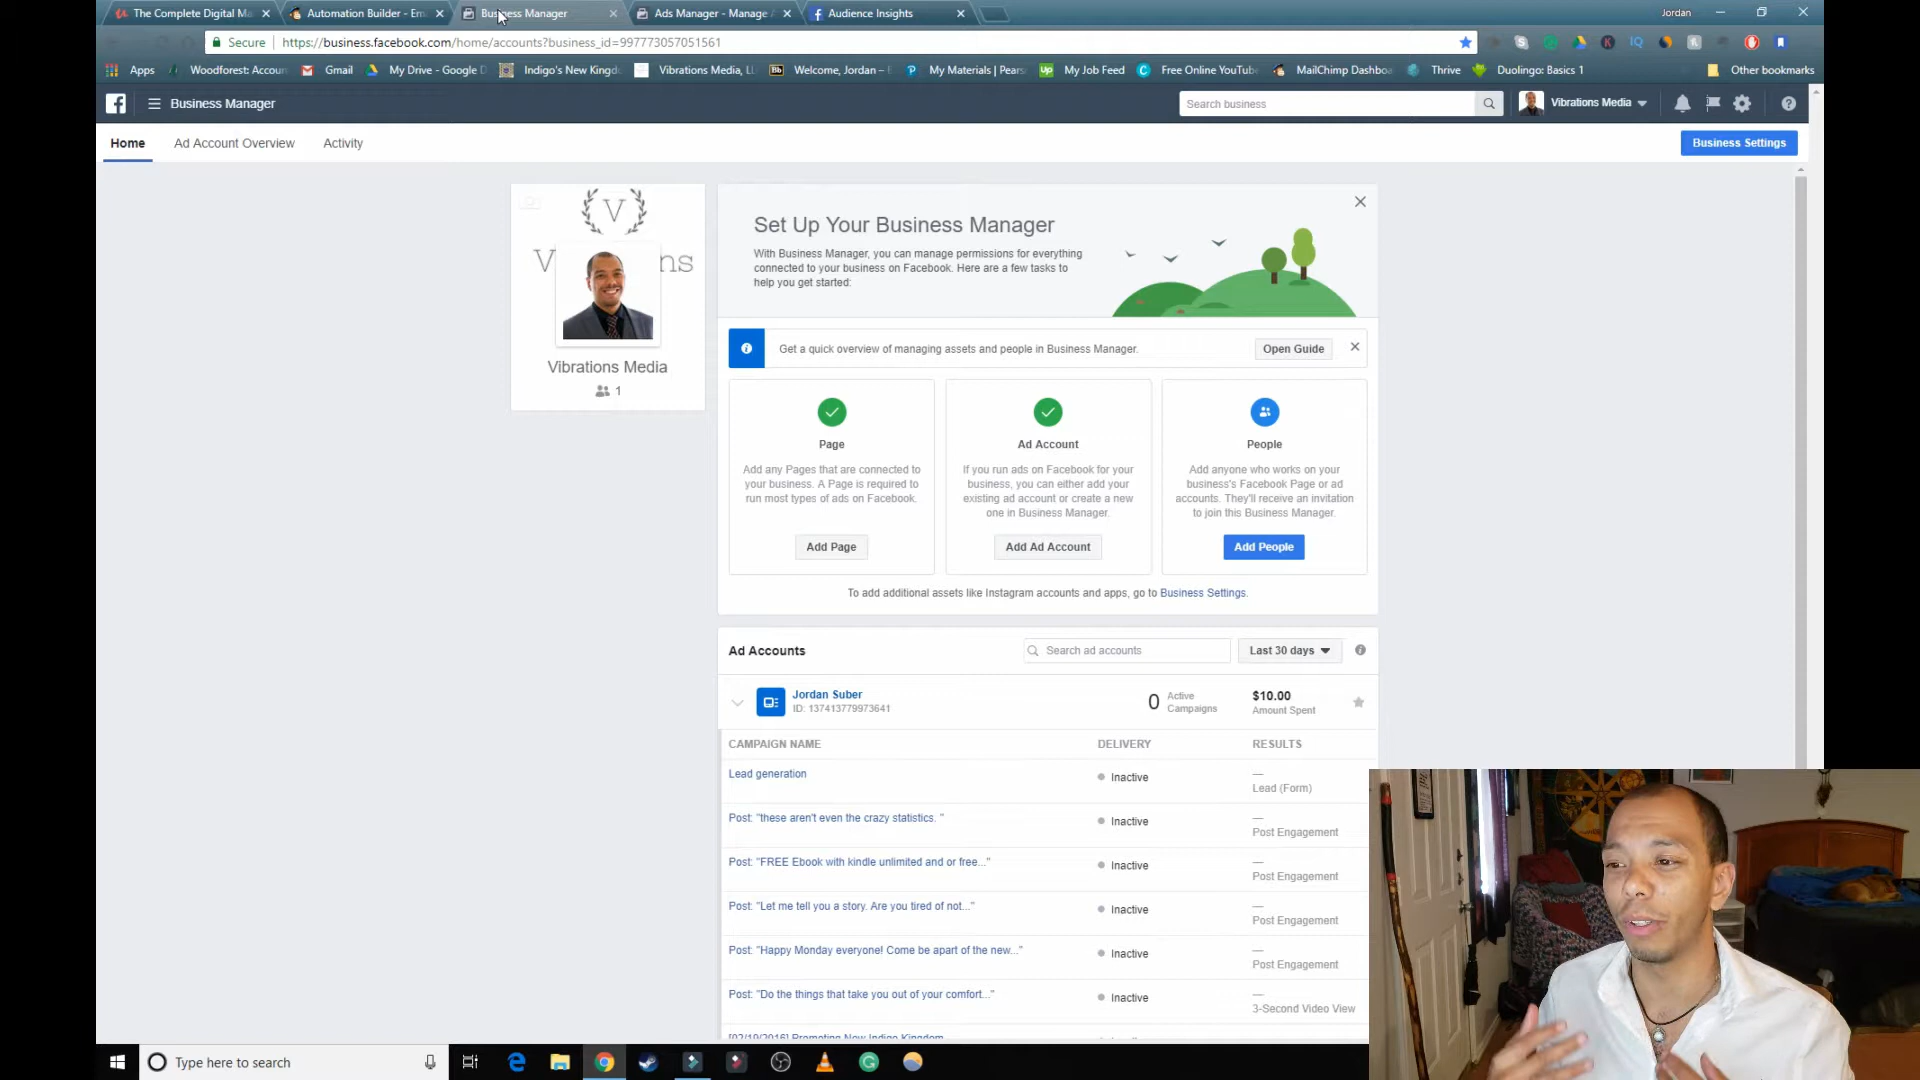 The Complete Digital Ma
Automation Builder - Em
Business Manager
Ads Manager - Manage A
Audience Insights
Jordan
Secure
https://business.facebook.com/home/accounts?business_id=997773057051561
Apps
Woodforest: Accoun
Gmail
My Drive - Google D
Indigo's New Kingdo
Vibrations Media, LL
Bb
Welcome, Jordan –
My Materials | Pears
My Job Feed
Free Online YouTube
MailChimp Dashboa
Thrive
Duolingo: Basics 1
Other bookmarks
Business Manager
Search business
Vibrations Media
Home
Ad Account Overview
Activity
Business Settings
V
V
ns
Vibrations Media
1
Set Up Your Business Manager
With Business Manager, you can manage permissions for everything
connected to your business on Facebook. Here are a few tasks to
help you get started:
Get a quick overview of managing assets and people in Business Manager.
Open Guide
Page
Add any Pages that are connected to
your business. A Page is required to
run most types of ads on Facebook.
Add Page
Ad Account
If you run ads on Facebook for your
business, you can either add your
existing ad account or create a new
one in Business Manager.
Add Ad Account
People
Add anyone who works on your
business's Facebook Page or ad
accounts. They'll receive an invitation
to join this Business Manager.
Add People
To add additional assets like Instagram accounts and apps, go to Business Settings.
Ad Accounts
Search ad accounts
Last 30 days
Jordan Suber
ID: 137413779973641
0
Active
Campaigns
$10.00
Amount Spent
CAMPAIGN NAME
DELIVERY
RESULTS
Lead generation
Inactive
—
Lead (Form)
Post: "these aren't even the crazy statistics. "
Inactive
—
Post Engagement
Post: "FREE Ebook with kindle unlimited and or free..."
Inactive
—
Post Engagement
Post: "Let me tell you a story. Are you tired of not..."
Inactive
—
Post Engagement
Post: "Happy Monday everyone! Come be apart of the new..."
Inactive
—
Post Engagement
Post: "Do the things that take you out of your comfort..."
Inactive
—
3-Second Video View
[02/19/2016] Promoting New Indigo Kingdom
Type here to search